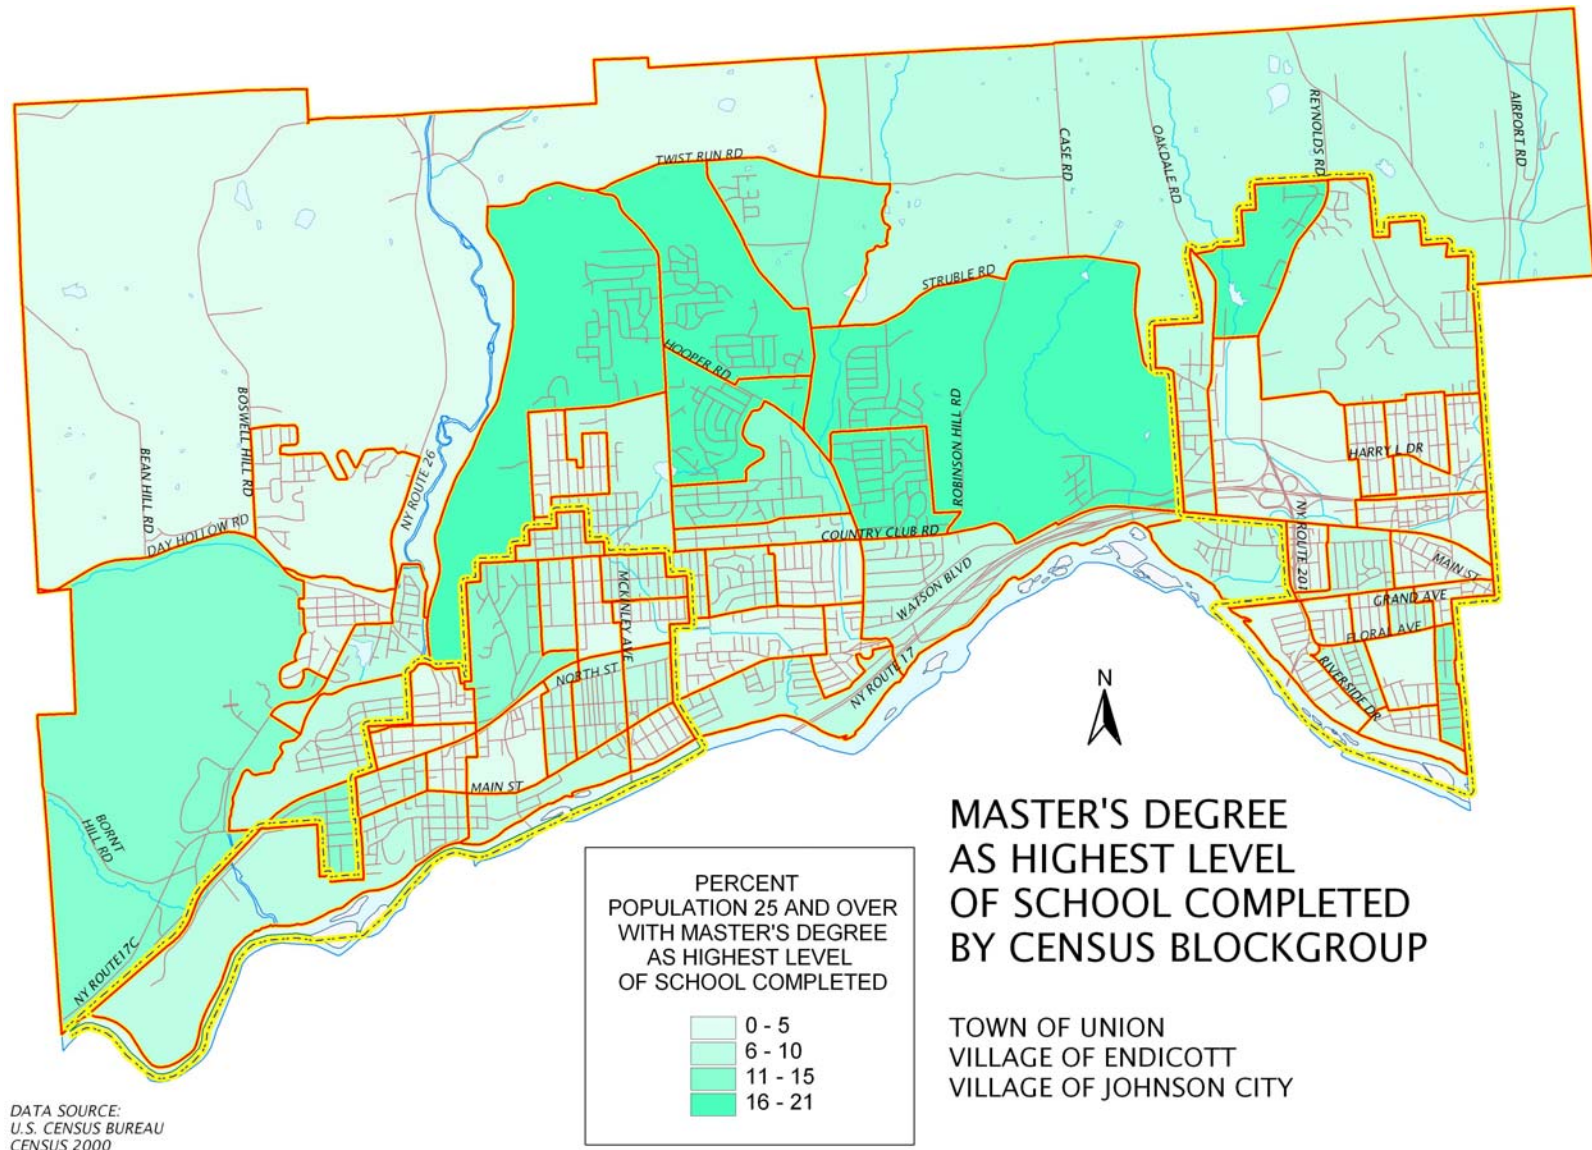 TWIST RUN RD
CASE RD
OAKDALE RD
REYNOLDS RD
AIRPORT RD
STRUBLE RD
HOOPER RD
BEAN HILL RD
BOSWELL HILL RD
NY ROUTE 26
ROBINSON HILL RD
HARRY L DR
DAY HOLLOW RD
COUNTRY CLUB RD
NY ROUTE 201
MCKINLEY AVE
WATSON BLVD
MAIN ST
GRAND AVE
FLORAL AVE
NORTH ST
NY ROUTE 17
RIVERSIDE DR
MAIN ST
BORNT
HILL RD
NY ROUTE17C
N
MASTER'S DEGREE
AS HIGHEST LEVEL
OF SCHOOL COMPLETED
BY CENSUS BLOCKGROUP
TOWN OF UNION
VILLAGE OF ENDICOTT
VILLAGE OF JOHNSON CITY
PERCENT
POPULATION 25 AND OVER
WITH MASTER'S DEGREE
AS HIGHEST LEVEL
OF SCHOOL COMPLETED
0 - 5
6 - 10
11 - 15
16 - 21
DATA SOURCE:
U.S. CENSUS BUREAU
CENSUS 2000